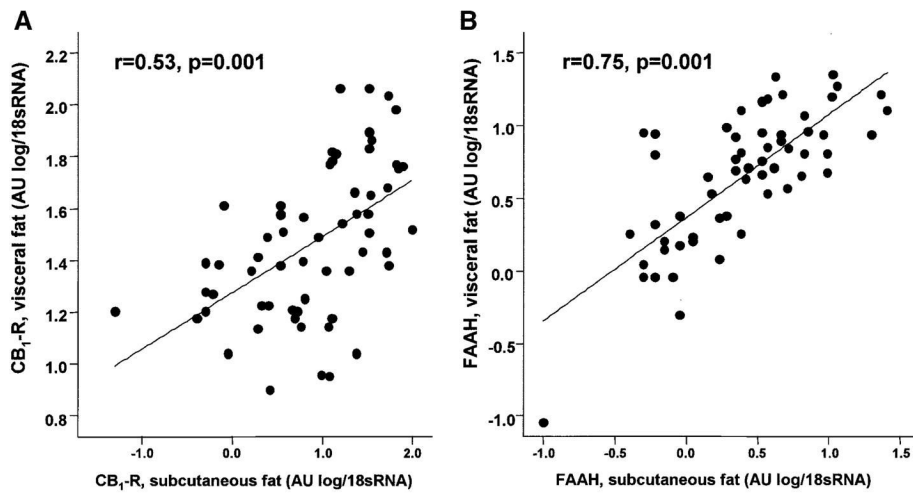 A
r=0.53, p=0.001
CB₁-R, visceral fat (AU log/18sRNA)
2.2
2.0
1.8
1.6
1.4
1.2
1.0
0.8
-1.0 0.0 1.0 2.0
CB₁-R, subcutaneous fat (AU log/18sRNA)
B
r=0.75, p=0.001
FAAH, visceral fat (AU log/18sRNA)
1.5
1.0
0.5
0.0
-0.5
-1.0
-1.0 -0.5 0.0 0.5 1.0 1.5
FAAH, subcutaneous fat (AU log/18sRNA)